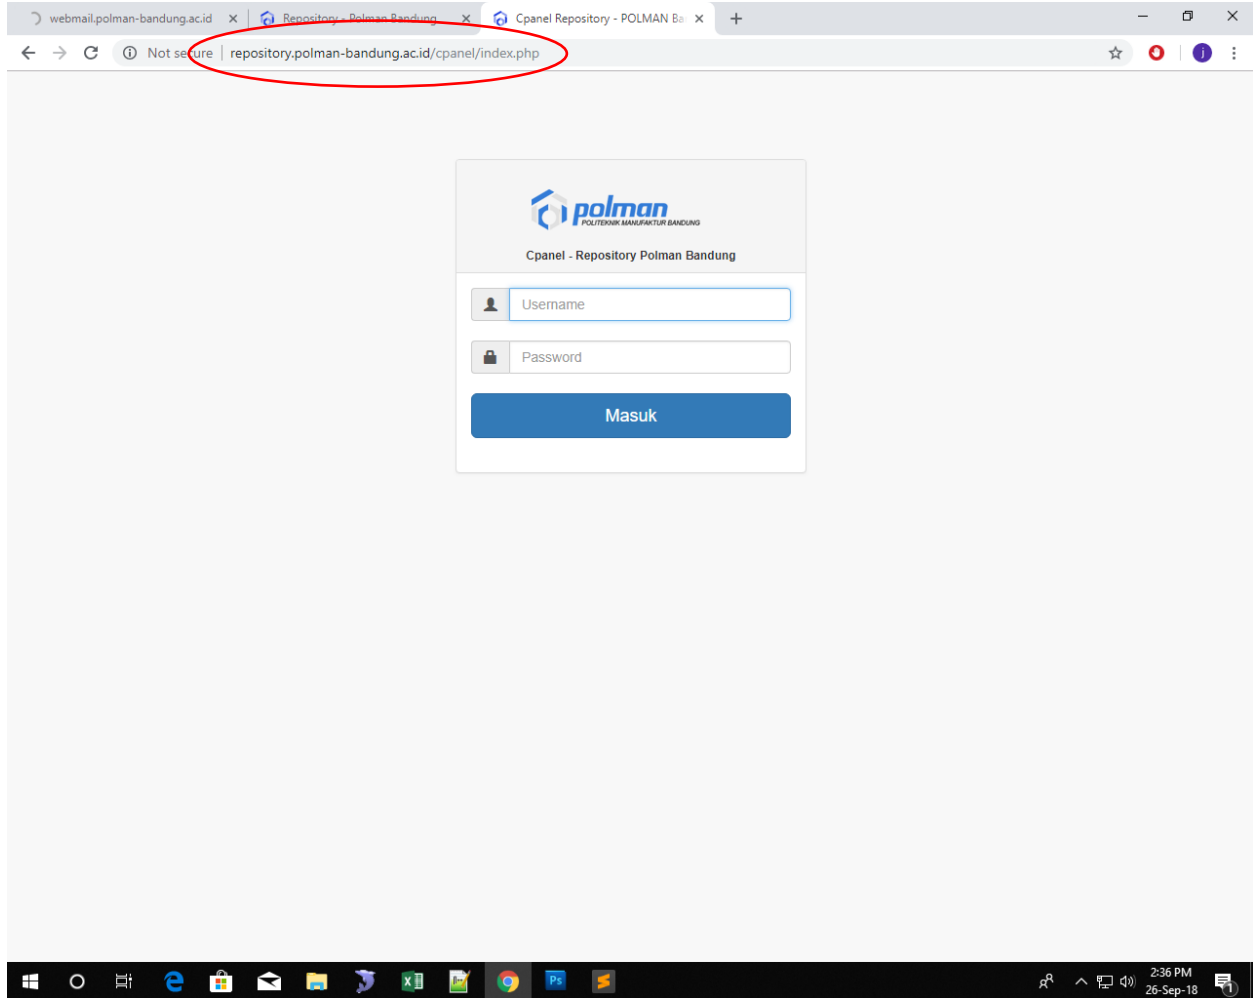 webmail.polman-bandung.ac.id
Repository - Polman Bandung
Cpanel Repository - POLMAN Ba
Not secure
repository.polman-bandung.ac.id/cpanel/index.php
j
polman
POLITEKNIK MANUFAKTUR BANDUNG
Cpanel - Repository Polman Bandung
Username
Password
Masuk
Ps
2:36 PM
26-Sep-18
1